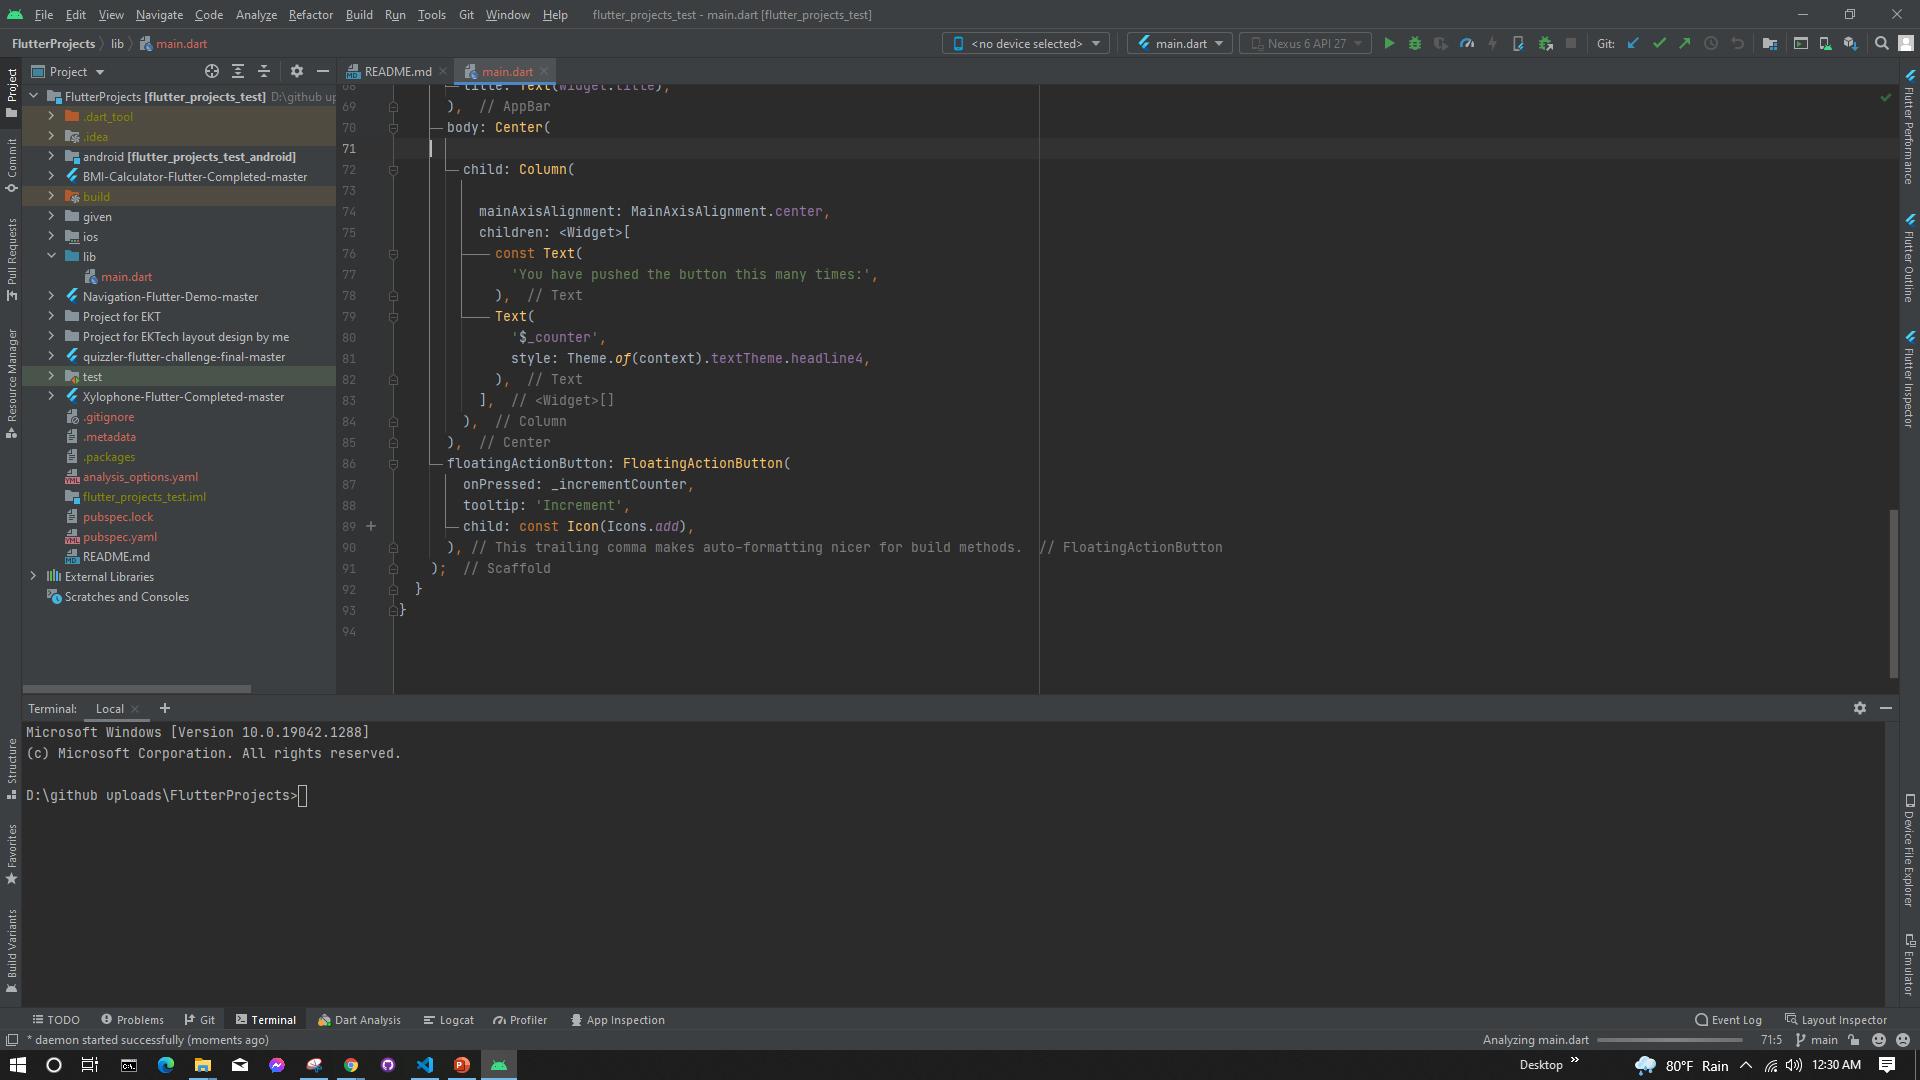 File Edit View Navigate Code Analyze Refactor Build Run Tools Git Window Help flutter_projects_test - main.dart [flutter_projects_test]
FlutterProjects lib main.dart
<no device selected> main.dart Nexus 6 API 27 Git:
Project
README.md main.dart
FlutterProjects [flutter_projects_test] D:\github up
.dart_tool
.idea
android [flutter_projects_test_android]
BMI-Calculator-Flutter-Completed-master
build
given
ios
lib
main.dart
Navigation-Flutter-Demo-master
Project for EKT
Project for EKTech layout design by me
quizzler-flutter-challenge-final-master
test
Xylophone-Flutter-Completed-master
.gitignore
.metadata
.packages
analysis_options.yaml
flutter_projects_test.iml
pubspec.lock
pubspec.yaml
README.md
External Libraries
Scratches and Consoles
68 title: Text(widget.title),
69 ), // AppBar
70 body: Center(
71
72 child: Column(
73
74 mainAxisAlignment: MainAxisAlignment.center,
75 children: <Widget>[
76 const Text(
77 'You have pushed the button this many times:',
78 ), // Text
79 Text(
80 '$_counter',
81 style: Theme.of(context).textTheme.headline4,
82 ), // Text
83 ], // <Widget>[]
84 ), // Column
85 ), // Center
86 floatingActionButton: FloatingActionButton(
87 onPressed: _incrementCounter,
88 tooltip: 'Increment',
89 child: const Icon(Icons.add),
90 ), // This trailing comma makes auto-formatting nicer for build methods. // FloatingActionButton
91 ); // Scaffold
92 }
93 }
94
Project
Commit
Pull Requests
Resource Manager
Structure
Favorites
Build Variants
Flutter Performance
Flutter Outline
Flutter Inspector
Device File Explorer
Emulator
Terminal: Local
Microsoft Windows [Version 10.0.19042.1288]
(c) Microsoft Corporation. All rights reserved.
D:\github uploads\FlutterProjects>
TODO Problems Git Terminal Dart Analysis Logcat Profiler App Inspection Event Log Layout Inspector
* daemon started successfully (moments ago) Analyzing main.dart 71:5 main
Desktop 80°F Rain 12:30 AM